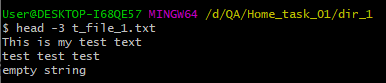 User@DESKTOP-I68QE57 MINGW64 /d/QA/Home_task_01/dir_1
$ head -3 t_file_1.txt
This is my test text
test test test
empty string